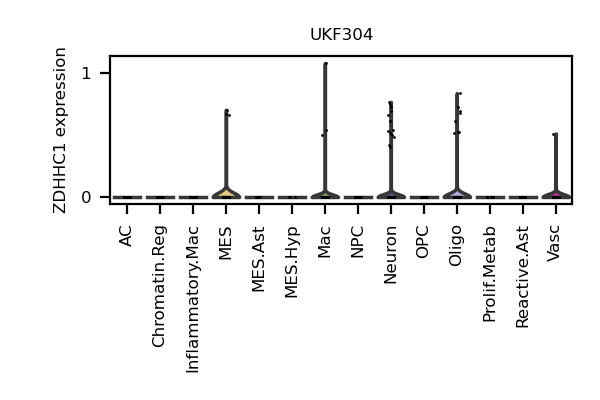 UKF304
ZDHHC1 expression
1
0
AC
Chromatin.Reg
Inflammatory.Mac
MES
MES.Ast
MES.Hyp
Mac
NPC
Neuron
OPC
Oligo
Prolif.Metab
Reactive.Ast
Vasc